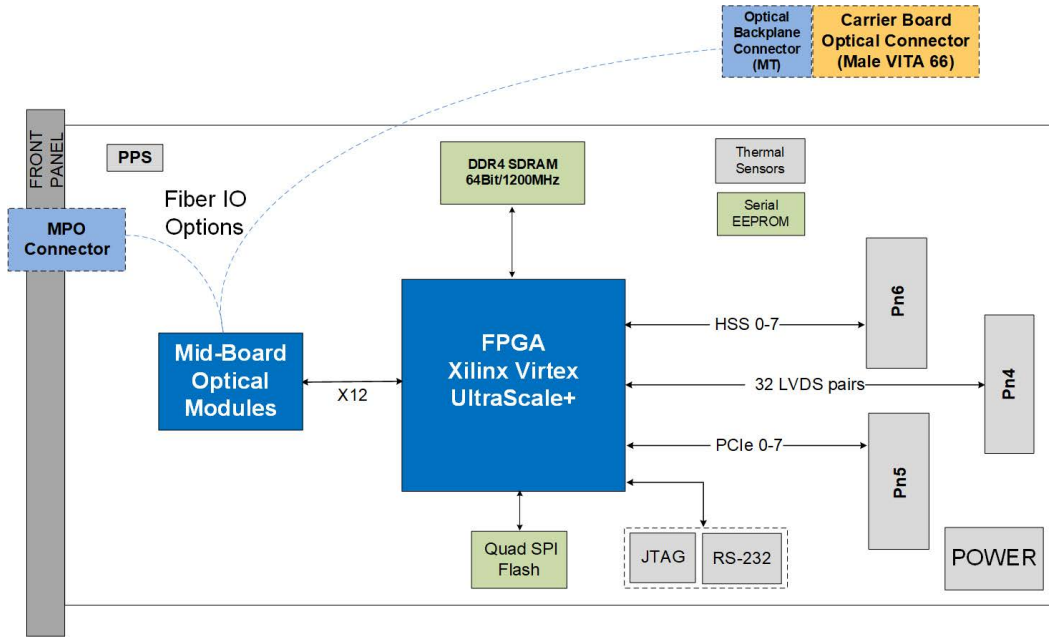 Optical
Backplane
Connector
(MT)
Carrier Board
Optical Connector
(Male VITA 66)
FRONT
PANEL
PPS
DDR4 SDRAM
64Bit/1200MHz
Thermal
Sensors
Serial
EEPROM
Fiber IO
Options
MPO
Connector
Pn6
HSS 0-7
FPGA
Xilinx Virtex
UltraScale+
Mid-Board
Optical
Modules
X12
32 LVDS pairs
Pn4
PCIe 0-7
Pn5
Quad SPI
Flash
JTAG
RS-232
POWER